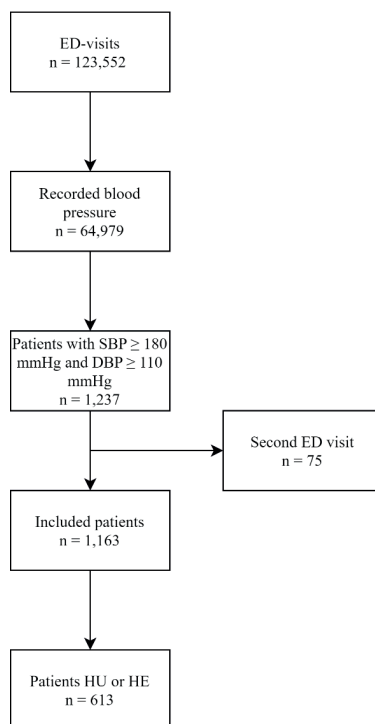 ED-visits
n = 123,552
Recorded blood
pressure
n = 64,979
Patients with SBP ≥ 180
mmHg and DBP ≥ 110
mmHg
n = 1,237
Second ED visit
n = 75
Included patients
n = 1,163
Patients HU or HE
n = 613